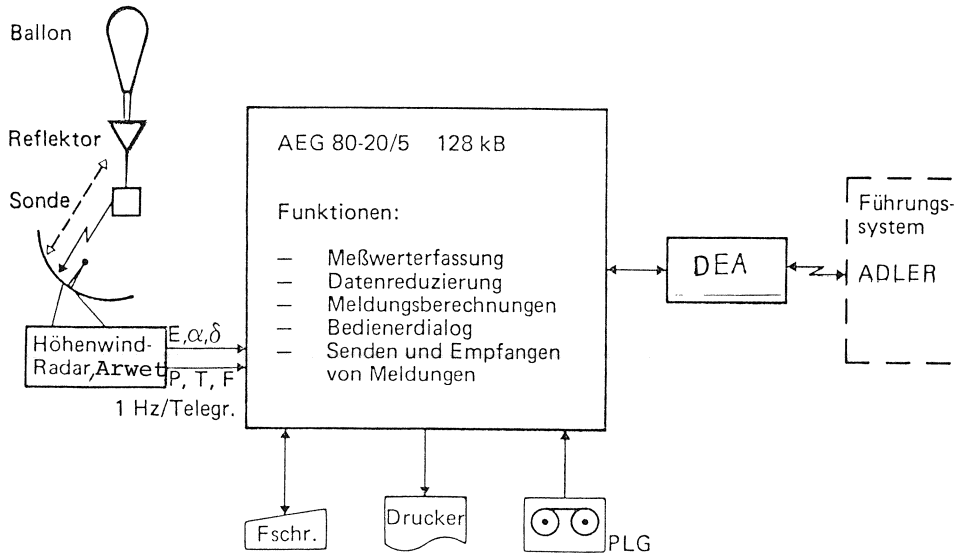 Ballon
Reflektor
Sonde
Höhenwind-
Radar,Arwet
E,α,δ
P, T, F
1 Hz/Telegr.
AEG 80-20/5 128 kB
Funktionen:
— Meßwerterfassung
— Datenreduzierung
— Meldungsberechnungen
— Bedienerdialog
— Senden und Empfangen
von Meldungen
DEA
Führungs-
system
ADLER
Fschr.
Drucker
PLG